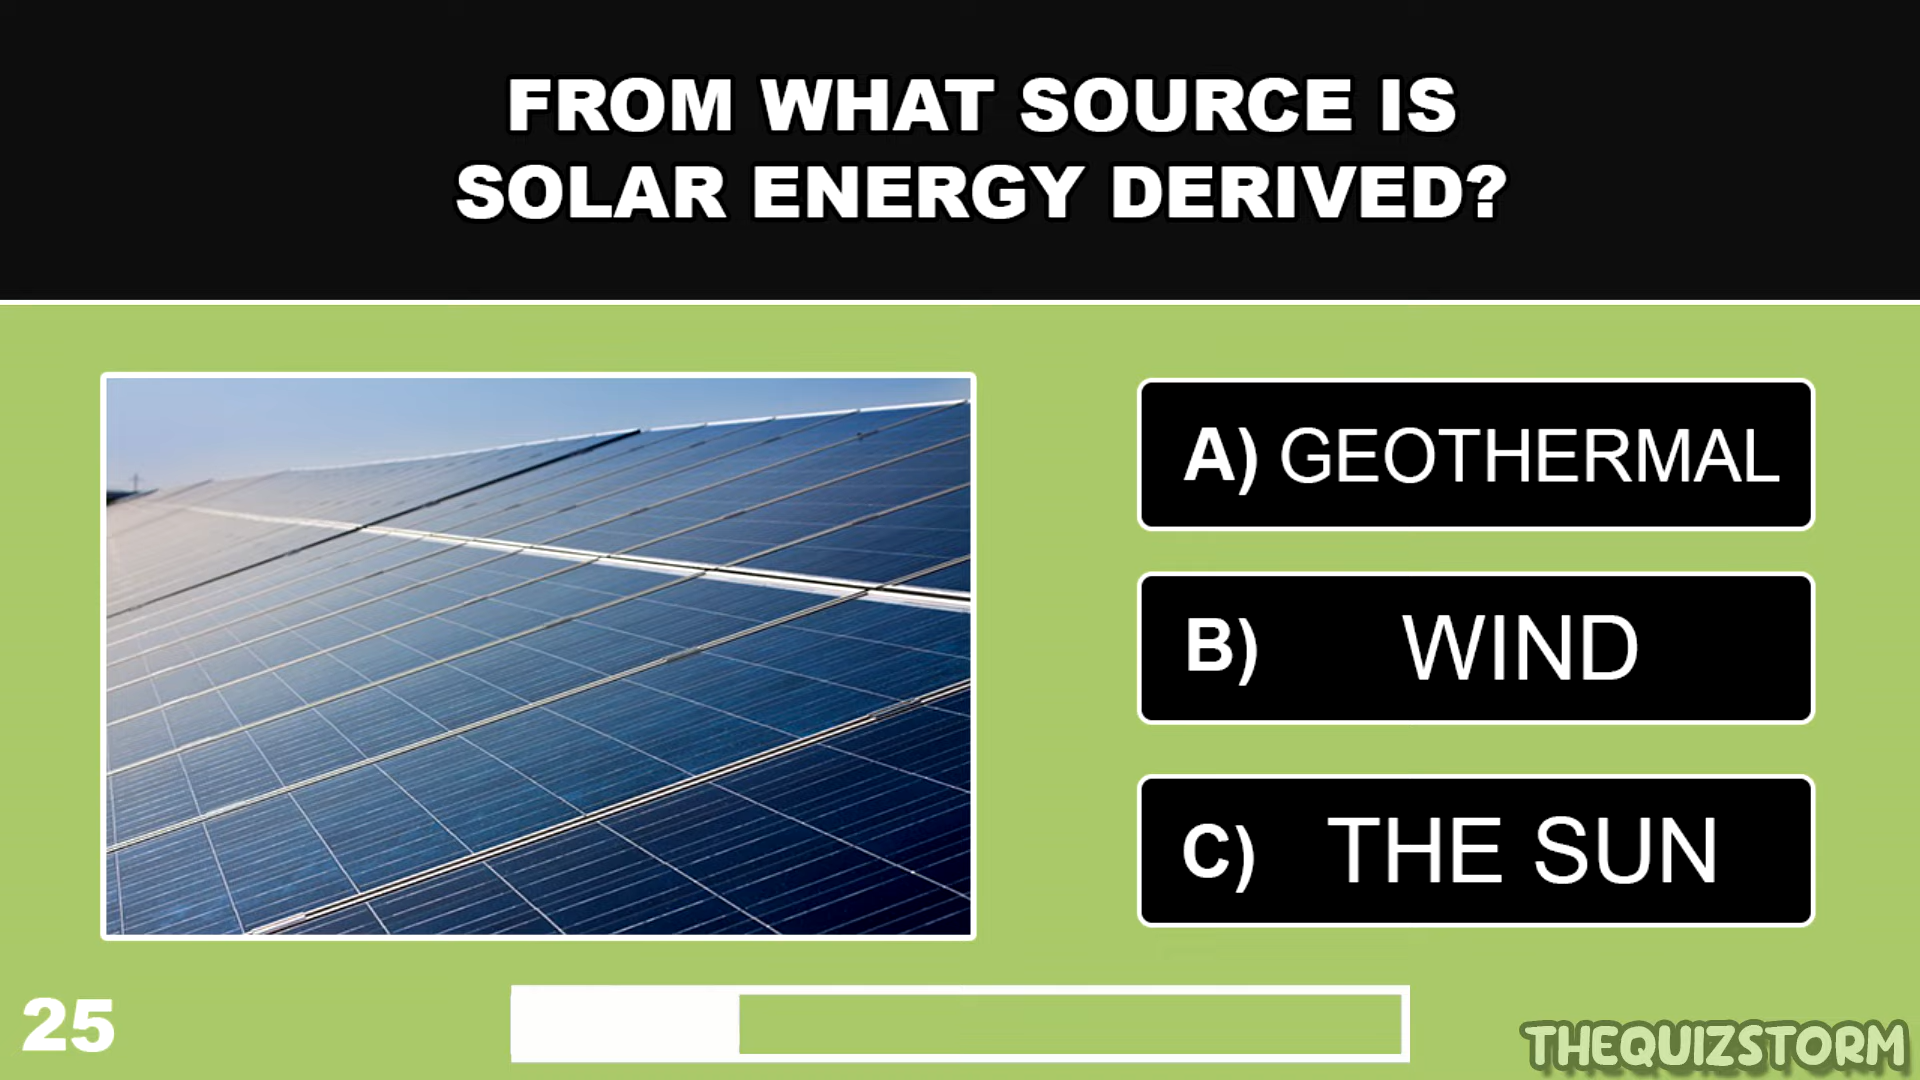 FROM WHAT SOURCE IS
SOLAR ENERGY DERIVED?
A) GEOTHERMAL
B) WIND
C) THE SUN
25
THEQUIZSTORM